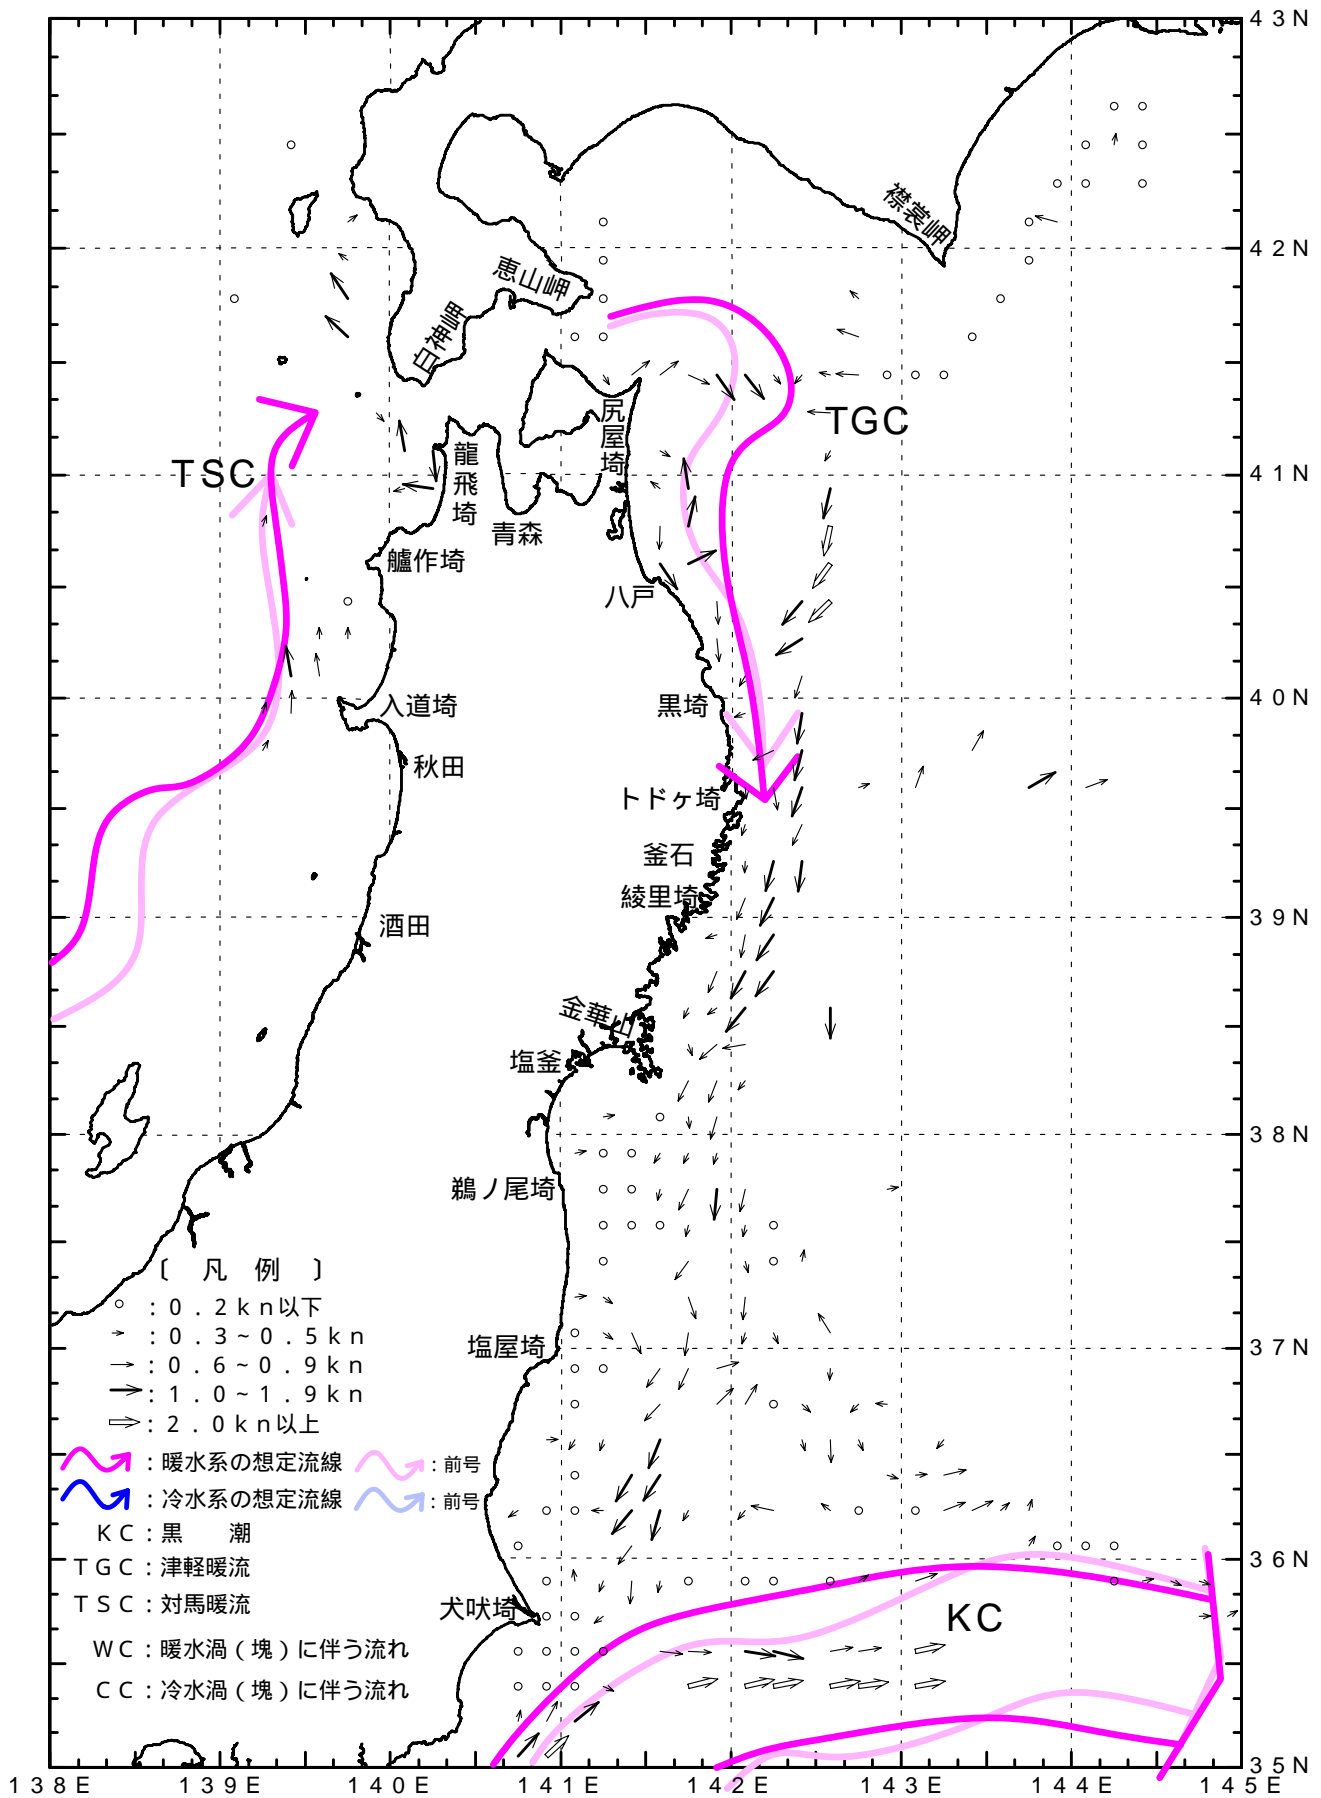 43N
襟裳岬
42N
恵山岬
白神岬
TGC
尻屋埼
龍飛埼
TSC
41N
青森
艫作埼
八戸
入道埼
黒埼
40N
秋田
トドヶ埼
釜石
綾里埼
39N
酒田
金華山
塩釜
38N
鵜ノ尾埼
〔 凡 例 〕
:0.2kn以下
:0.3~0.5kn
:0.6~0.9kn
:1.0~1.9kn
:2.0kn以上
塩屋埼
37N
:暖水系の想定流線 :前号
:冷水系の想定流線 :前号
KC:黒 潮
TGC:津軽暖流
TSC:対馬暖流
WC:暖水渦(塊)に伴う流れ
CC:冷水渦(塊)に伴う流れ
36N
犬吠埼
KC
35N
138E 139E 140E 141E 142E 143E 144E 145E